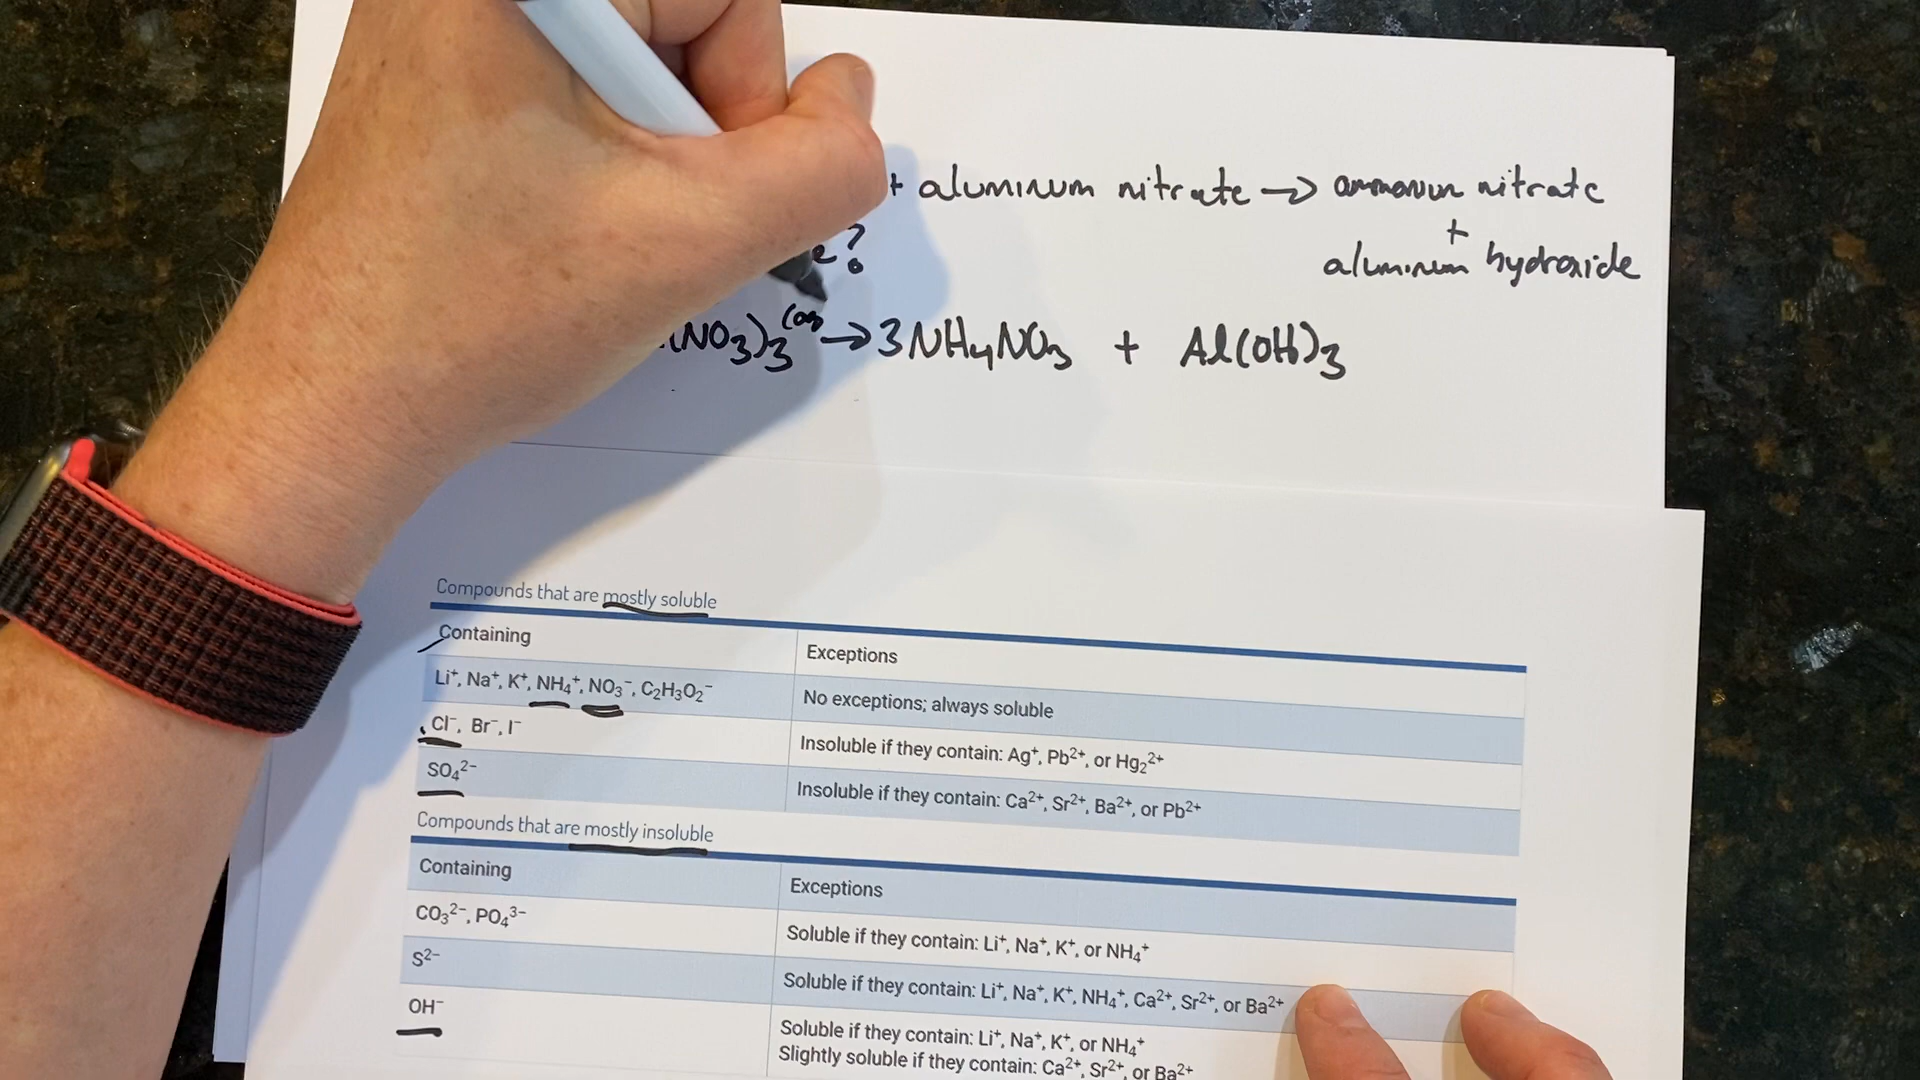 + aluminum nitrate → ammonium nitrate
+
e?
aluminum hydroxide
(NO3)3 (aq → 3NH4NO3 + Al(OH)3
Compounds that are mostly soluble
Containing Exceptions
Li⁺, Na⁺, K⁺, NH₄⁺, NO₃⁻, C₂H₃O₂⁻ No exceptions; always soluble
Cl⁻, Br⁻, I⁻ Insoluble if they contain: Ag⁺, Pb²⁺, or Hg₂²⁺
SO₄²⁻ Insoluble if they contain: Ca²⁺, Sr²⁺, Ba²⁺, or Pb²⁺
Compounds that are mostly insoluble
Containing Exceptions
CO₃²⁻, PO₄³⁻ Soluble if they contain: Li⁺, Na⁺, K⁺, or NH₄⁺
S²⁻ Soluble if they contain: Li⁺, Na⁺, K⁺, NH₄⁺, Ca²⁺, Sr²⁺, or Ba²⁺
OH⁻ Soluble if they contain: Li⁺, Na⁺, K⁺, or NH₄⁺
Slightly soluble if they contain: Ca²⁺, Sr²⁺, or Ba²⁺